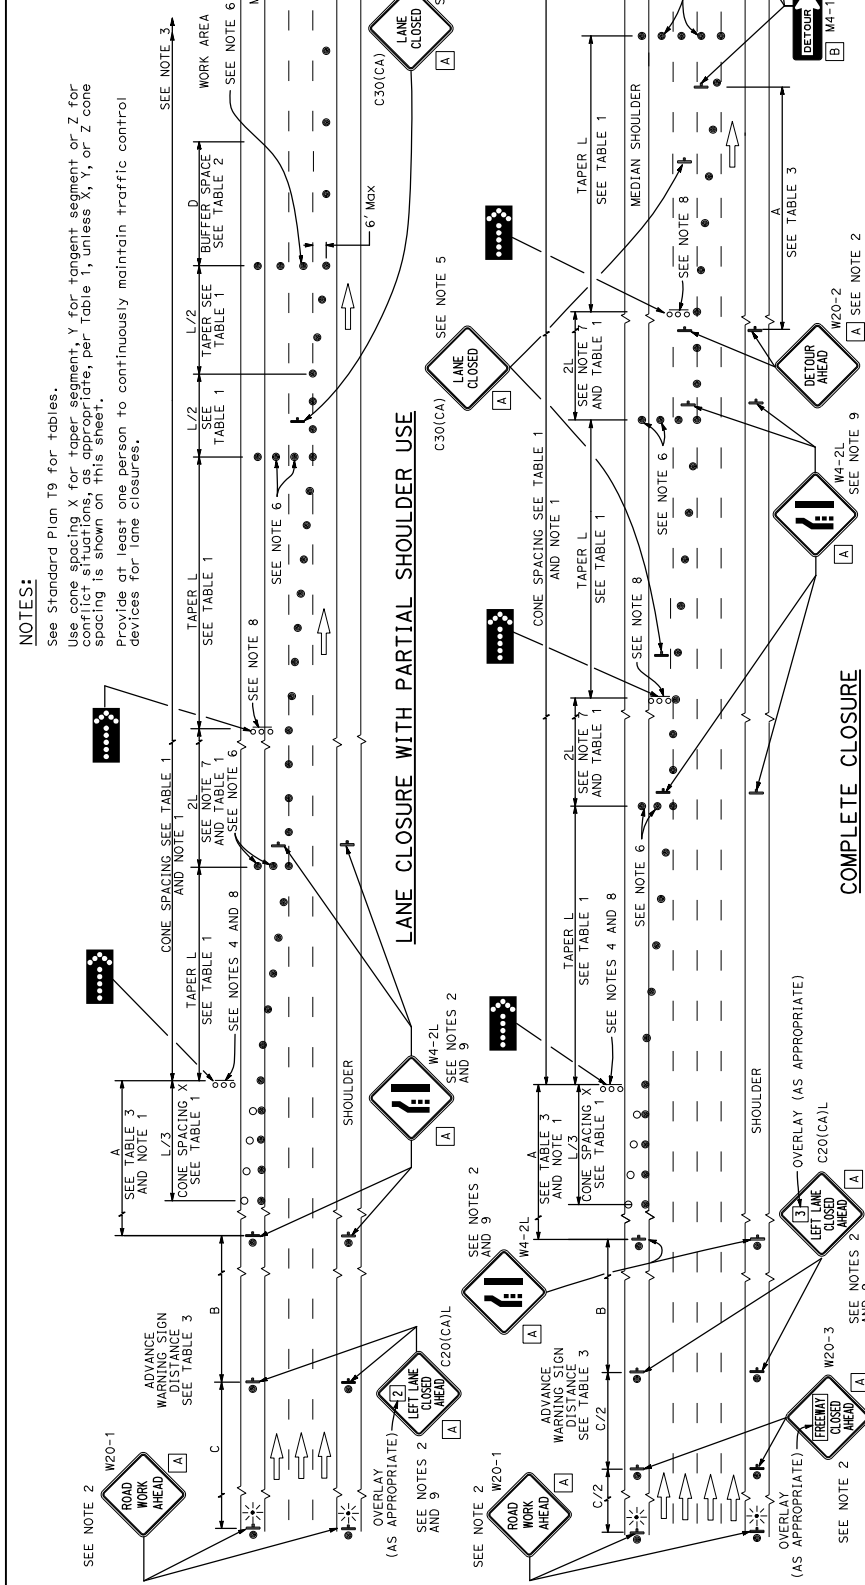 NOTES:
See Standard Plan T9 for tables.
Use cone spacing X for taper segment, Y for tangent segment or Z for
conflict situations, as appropriate, per Table 1, unless X, Y, or Z cone
spacing is shown on this sheet.
Provide at least one person to continuously maintain traffic control
devices for lane closures.
SEE NOTE 2
W20-1
ROAD
WORK
AHEAD
A
ADVANCE
WARNING SIGN
DISTANCE
SEE TABLE 3
C
B
A
SEE TABLE 3
AND NOTE 1
L/3
CONE SPACING X
SEE TABLE 1
CONE SPACING SEE TABLE 1
AND NOTE 1
TAPER L
SEE TABLE 1
SEE NOTES 4 AND 8
2L
SEE NOTE 7
AND TABLE 1
SEE NOTE 6
SEE NOTE 8
TAPER L
SEE TABLE 1
SEE NOTE 6
L/2
SEE
TABLE 1
L/2
TAPER SEE
TABLE 1
D
BUFFER SPACE
SEE TABLE 2
SEE NOTE 3
WORK AREA
SEE NOTE 6
6' Max
SHOULDER
OVERLAY
(AS APPROPRIATE)
2
LEFT LANE
CLOSED
AHEAD
C20(CA)L
A
SEE NOTES 2
AND 9
W4-2L
SEE NOTES 2
AND 9
A
C30(CA)
LANE
CLOSED
A
LANE CLOSURE WITH PARTIAL SHOULDER USE
SEE NOTE 2
W20-1
ROAD
WORK
AHEAD
A
ADVANCE
WARNING SIGN
DISTANCE
SEE TABLE 3
C/2
C/2
B
SEE NOTES 2
AND 9
W4-2L
A
A
SEE TABLE 3
AND NOTE 1
L/3
CONE SPACING X
SEE TABLE 1
CONE SPACING SEE TABLE 1
AND NOTE 1
TAPER L
SEE TABLE 1
SEE NOTES 4 AND 8
SEE NOTE 6
2L
SEE NOTE 7
AND TABLE 1
SEE NOTE 8
TAPER L
SEE TABLE 1
SEE NOTE 6
2L
SEE NOTE 7
AND TABLE 1
SEE NOTE 8
TAPER L
SEE TABLE 1
MEDIAN SHOULDER
C30(CA)
SEE NOTE 5
LANE
CLOSED
A
A
SEE TABLE 3
SHOULDER
OVERLAY
(AS APPROPRIATE)
FREEWAY
CLOSED
AHEAD
W20-3
A
SEE NOTE 2
OVERLAY (AS APPROPRIATE)
3
LEFT LANE
CLOSED
AHEAD
C20(CA)L
A
SEE NOTES 2
W4-2L
SEE NOTE 9
A
DETOUR
AHEAD
W20-2
A
SEE NOTE 2
DETOUR
M4-1
B
COMPLETE CLOSURE